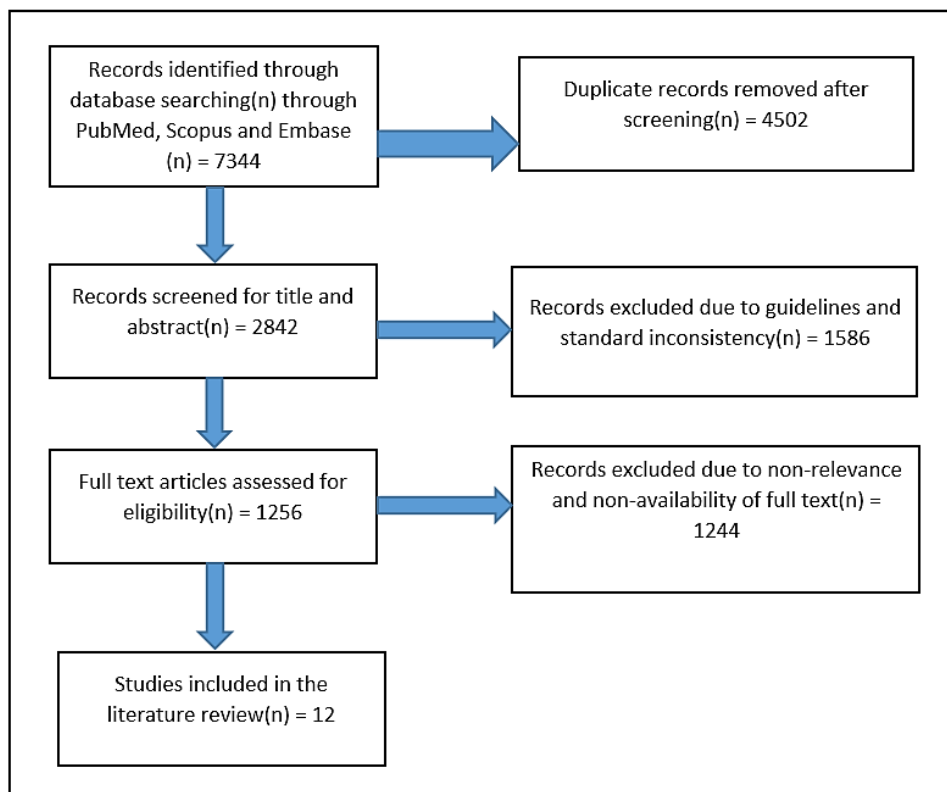 Records identified through
database searching(n) through
PubMed, Scopus and Embase
(n) = 7344
Duplicate records removed after
screening(n) = 4502
Records screened for title and
abstract(n) = 2842
Records excluded due to guidelines and
standard inconsistency(n) = 1586
Full text articles assessed for
eligibility(n) = 1256
Records excluded due to non-relevance
and non-availability of full text(n) =
1244
Studies included in the
literature review(n) = 12